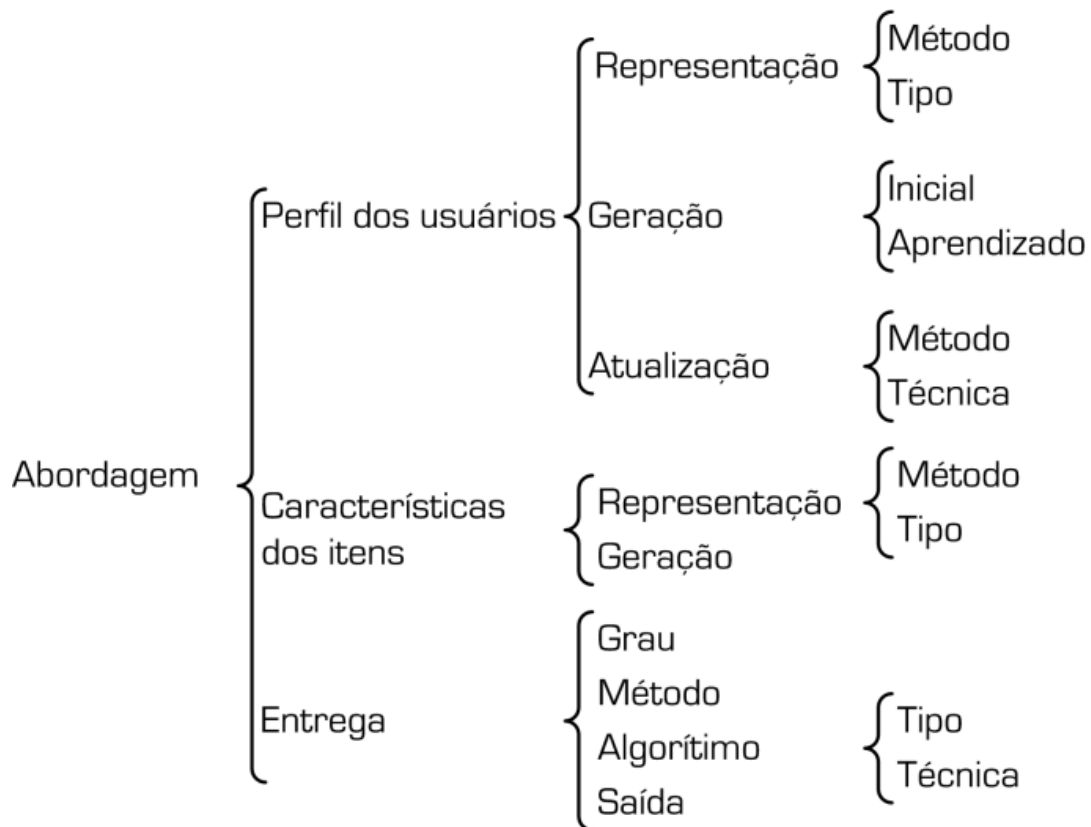 Abordagem
Perfil dos usuários
Representação
Método
Tipo
Geração
Inicial
Aprendizado
Atualização
Método
Técnica
Característísicas
dos itens
Representação
Método
Tipo
Geração
Entrega
Grau
Método
Algorítimo
Tipo
Técnica
Saída